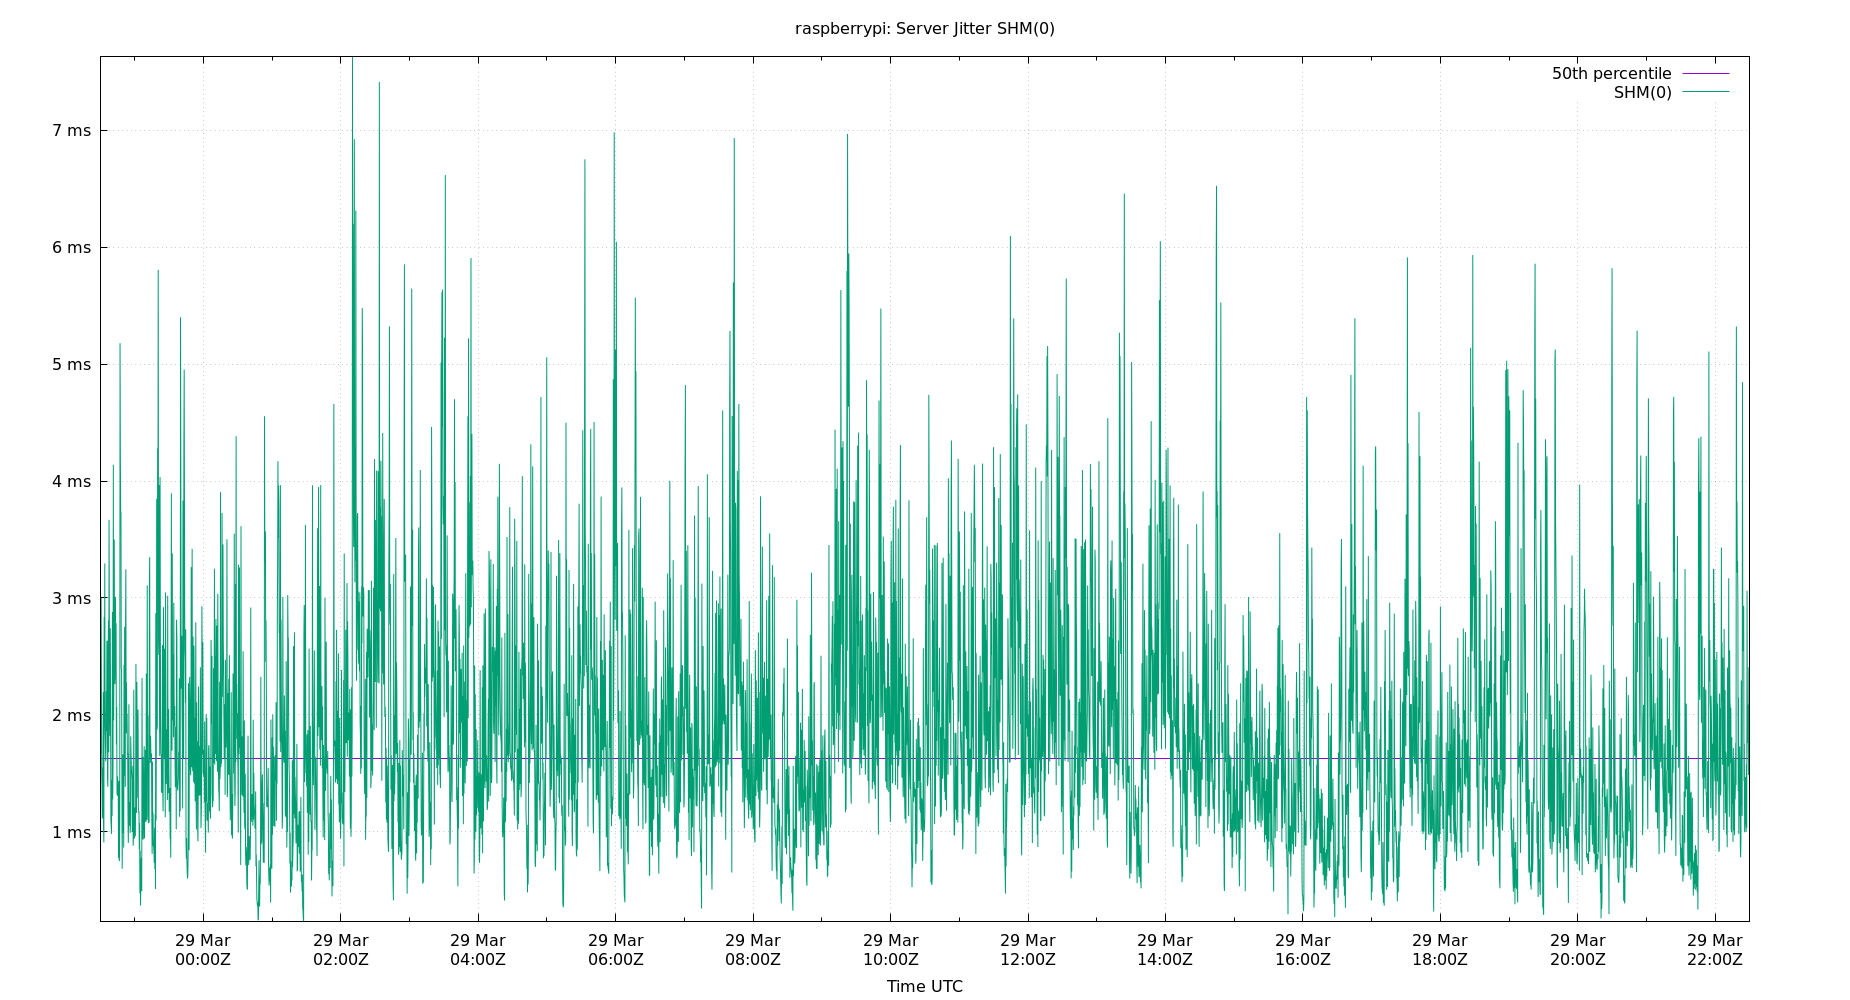 raspberrypi: Server Jitter SHM(0)
50th percentile
SHM(0)
7 ms
6 ms
5 ms
4 ms
3 ms
2 ms
1 ms
29 Mar 29 Mar 29 Mar 29 Mar 29 Mar 29 Mar 29 Mar 29 Mar 29 Mar 29 Mar 29 Mar 29 Mar
00:00Z 02:00Z 04:00Z 06:00Z 08:00Z 10:00Z 12:00Z 14:00Z 16:00Z 18:00Z 20:00Z 22:00Z
Time UTC